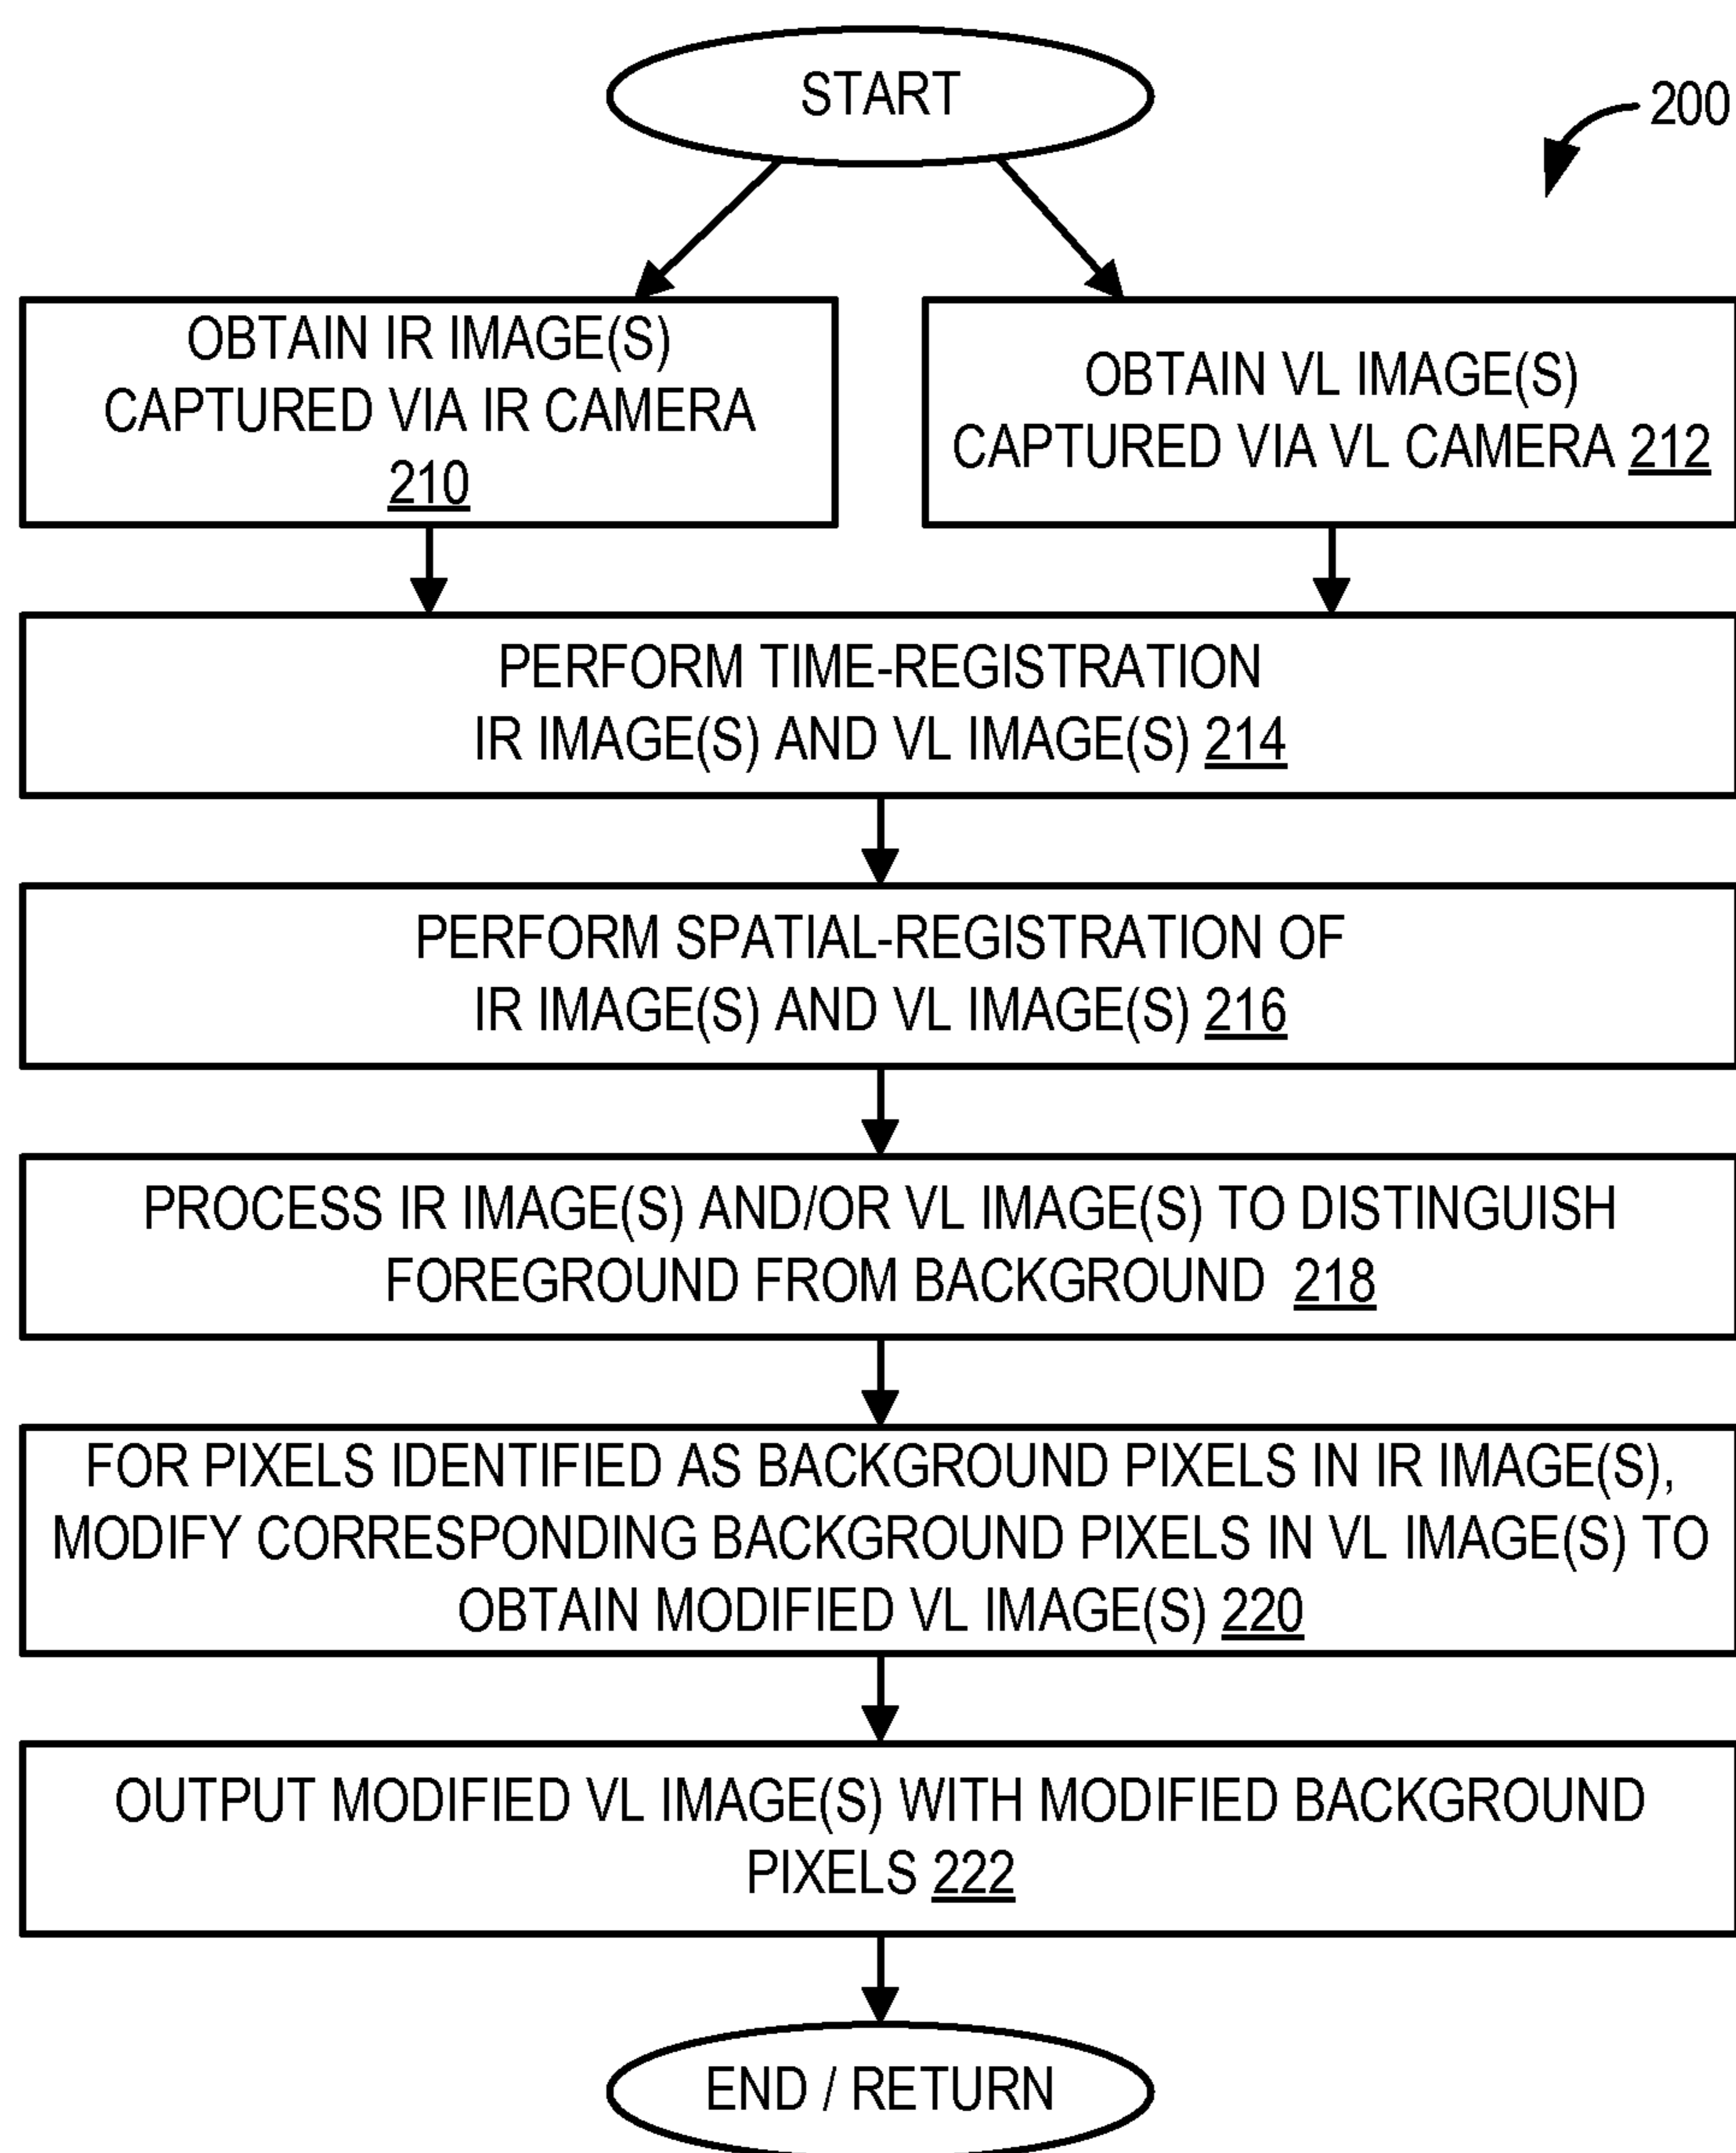 START
200
OBTAIN IR IMAGE(S)
CAPTURED VIA IR CAMERA
210
OBTAIN VL IMAGE(S)
CAPTURED VIA VL CAMERA 212
PERFORM TIME-REGISTRATION
IR IMAGE(S) AND VL IMAGE(S) 214
PERFORM SPATIAL-REGISTRATION OF
IR IMAGE(S) AND VL IMAGE(S) 216
PROCESS IR IMAGE(S) AND/OR VL IMAGE(S) TO DISTINGUISH
FOREGROUND FROM BACKGROUND 218
FOR PIXELS IDENTIFIED AS BACKGROUND PIXELS IN IR IMAGE(S),
MODIFY CORRESPONDING BACKGROUND PIXELS IN VL IMAGE(S) TO
OBTAIN MODIFIED VL IMAGE(S) 220
OUTPUT MODIFIED VL IMAGE(S) WITH MODIFIED BACKGROUND
PIXELS 222
END / RETURN